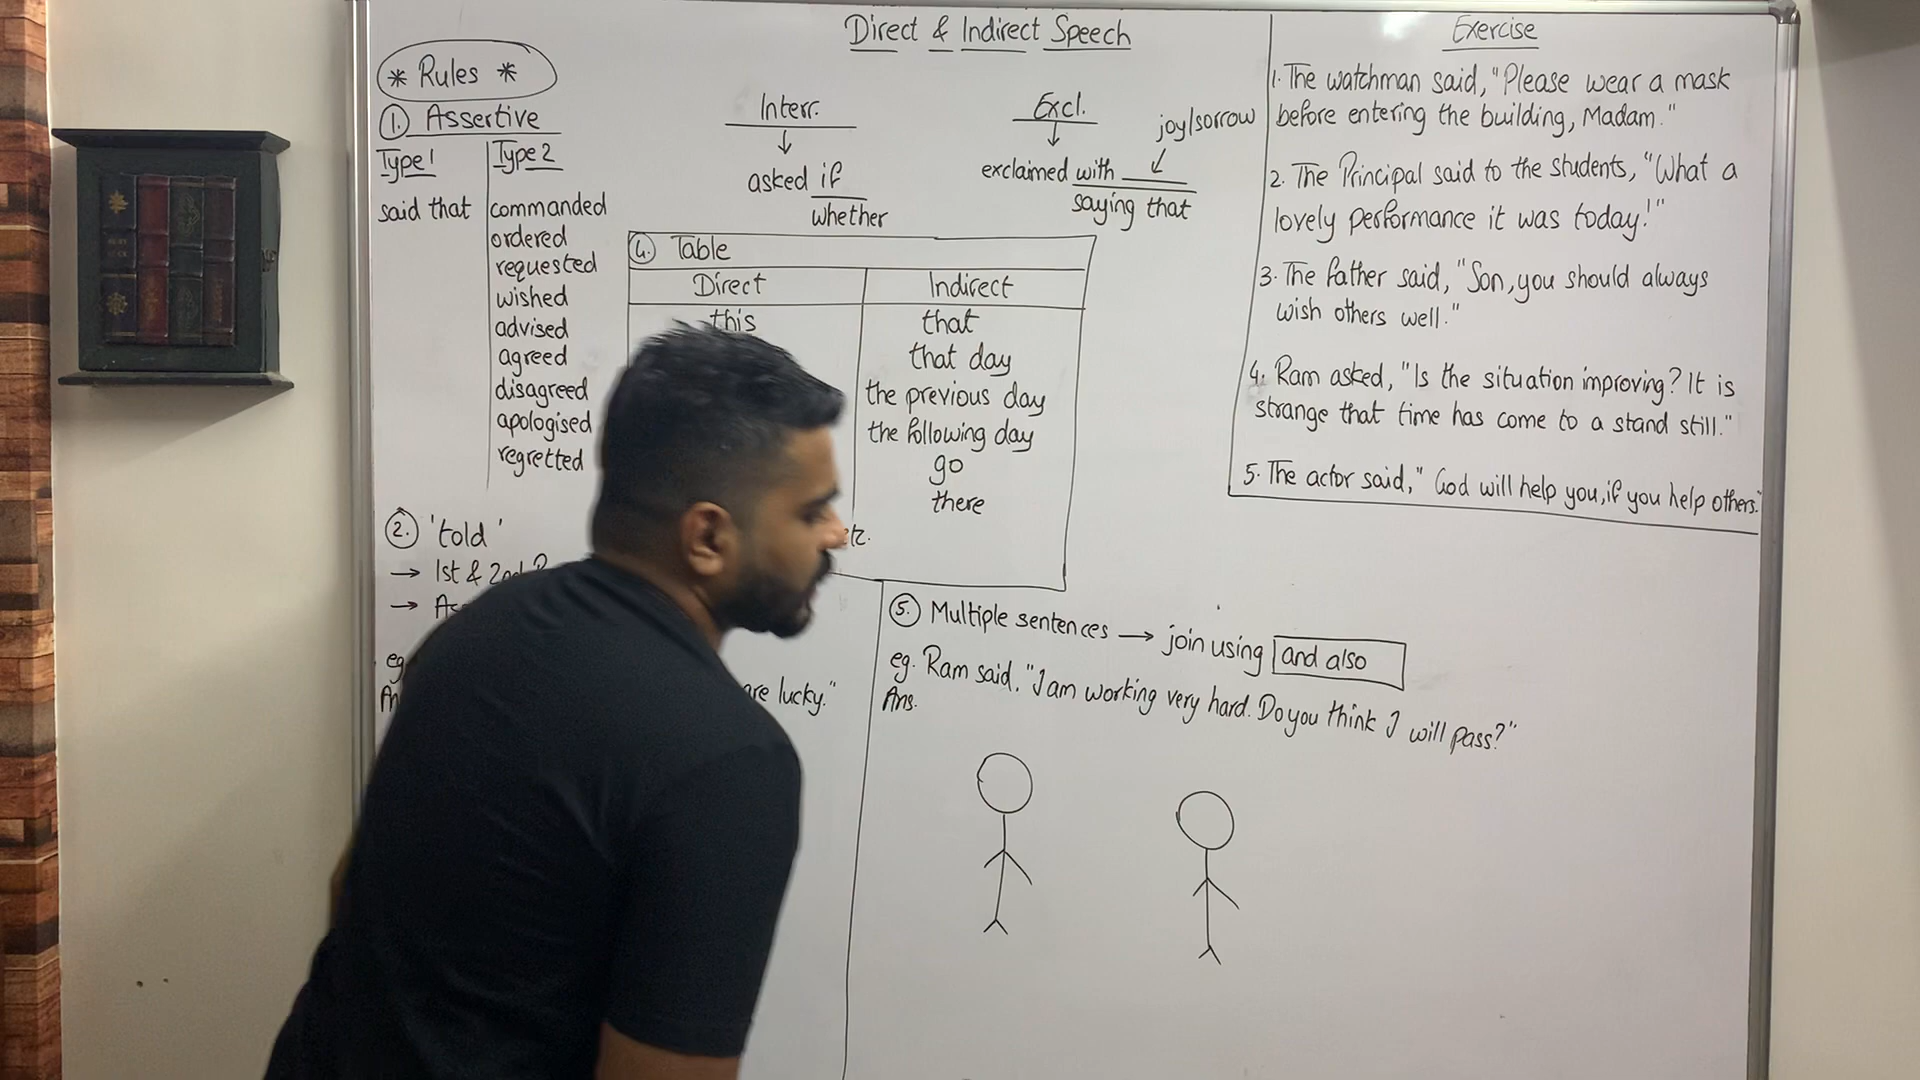 Direct & Indirect Speech
* Rules *
1. Assertive
Type 1
said that
Type 2
commanded
ordered
requested
wished
advised
agreed
disagreed
apologised
regretted
Interr.
asked if
whether
Excl.
joy/sorrow
exclaimed with
saying that
4. Table
Direct Indirect
this that
that day
the previous day
the following day
go
there
etc.
2. 'told'
→ 1st & 2nd
→
eg.
are lucky."
5. Multiple sentences → join using and also
eg. Ram said, "I am working very hard. Do you think I will pass?"
Ans.
Exercise
1. The watchman said, "Please wear a mask
before entering the building, Madam."
2. The Principal said to the students, "What a
lovely performance it was today!"
3. The father said, "Son, you should always
wish others well."
4. Ram asked, "Is the situation improving? It is
strange that time has come to a stand still."
5. The actor said," God will help you, if you help others."